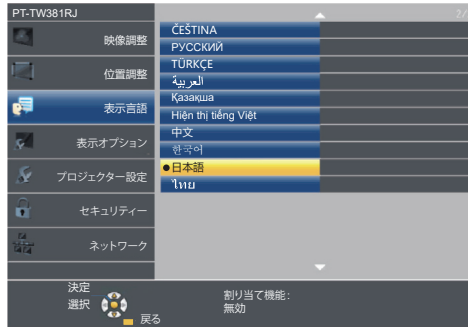 PT-TW381RJ
2/
映像調整
位置調整
表示言語
表示オプション
プロジェクター設定
セキュリティー
ネットワーク
ČEŠTINA
РУССКИЙ
TÜRKÇE
العربية
Қазақша
Hiện thị tiếng Việt
中文
한국어
●日本語
ไทย
決定
選択
戻る
割り当て機能:
無効